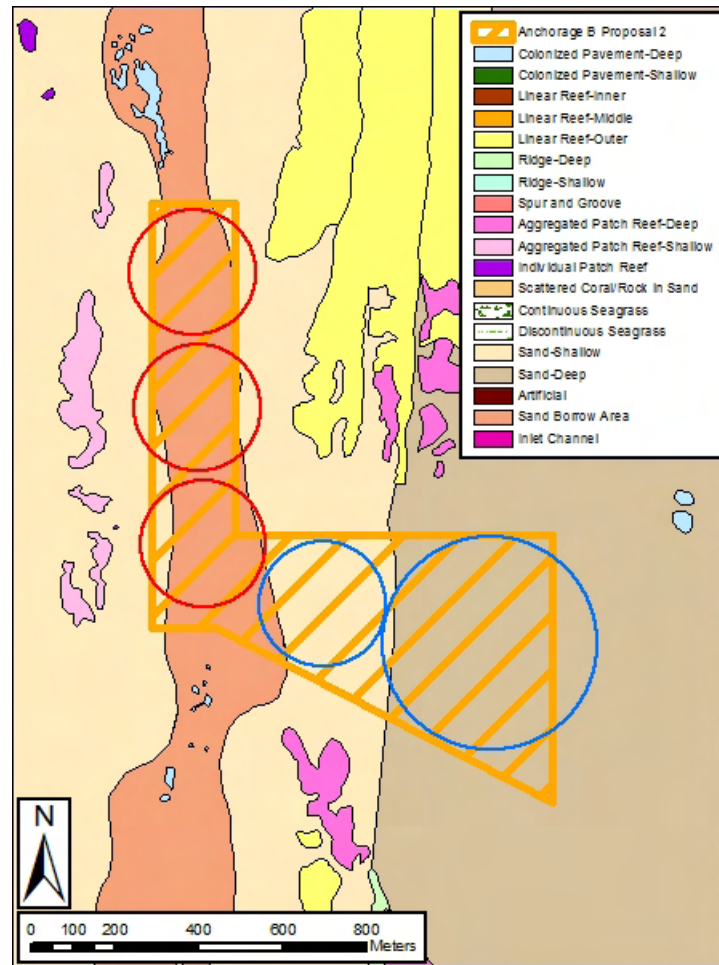 Anchorage B Proposal 2
Colonized Pavement-Deep
Colonized Pavement-Shallow
Linear Reef-Inner
Linear Reef-Middle
Linear Reef-Outer
Ridge-Deep
Ridge-Shallow
Spur and Groove
Aggregated Patch Reef-Deep
Aggregated Patch Reef-Shallow
Individual Patch Reef
Scattered Coral/Rock In Sand
Continuous Seagrass
Discontinuous Seagrass
Sand-Shallow
Sand-Deep
Artificial
Sand Borrow Area
Inlet Channel
N
0 100 200 400 600 800
Meters